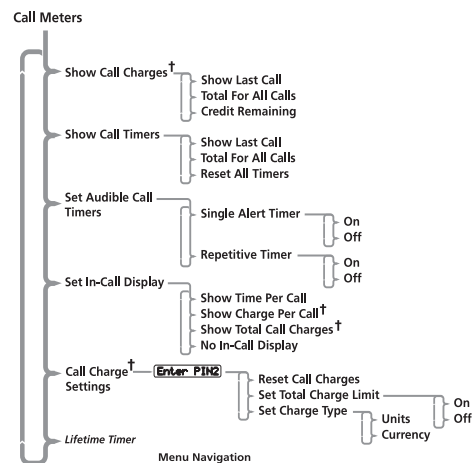 Call Meters
Show Call Charges†
Show Last Call
Total For All Calls
Credit Remaining
Show Call Timers
Show Last Call
Total For All Calls
Reset All Timers
Set Audible Call
Timers
Single Alert Timer
On
Off
Repetitive Timer
On
Off
Set In-Call Display
Show Time Per Call
Show Charge Per Call†
Show Total Call Charges†
No In-Call Display
Call Charge†
Settings
Enter PIN2
Reset Call Charges
Set Total Charge Limit
On
Off
Set Charge Type
Units
Currency
Lifetime Timer
Menu Navigation